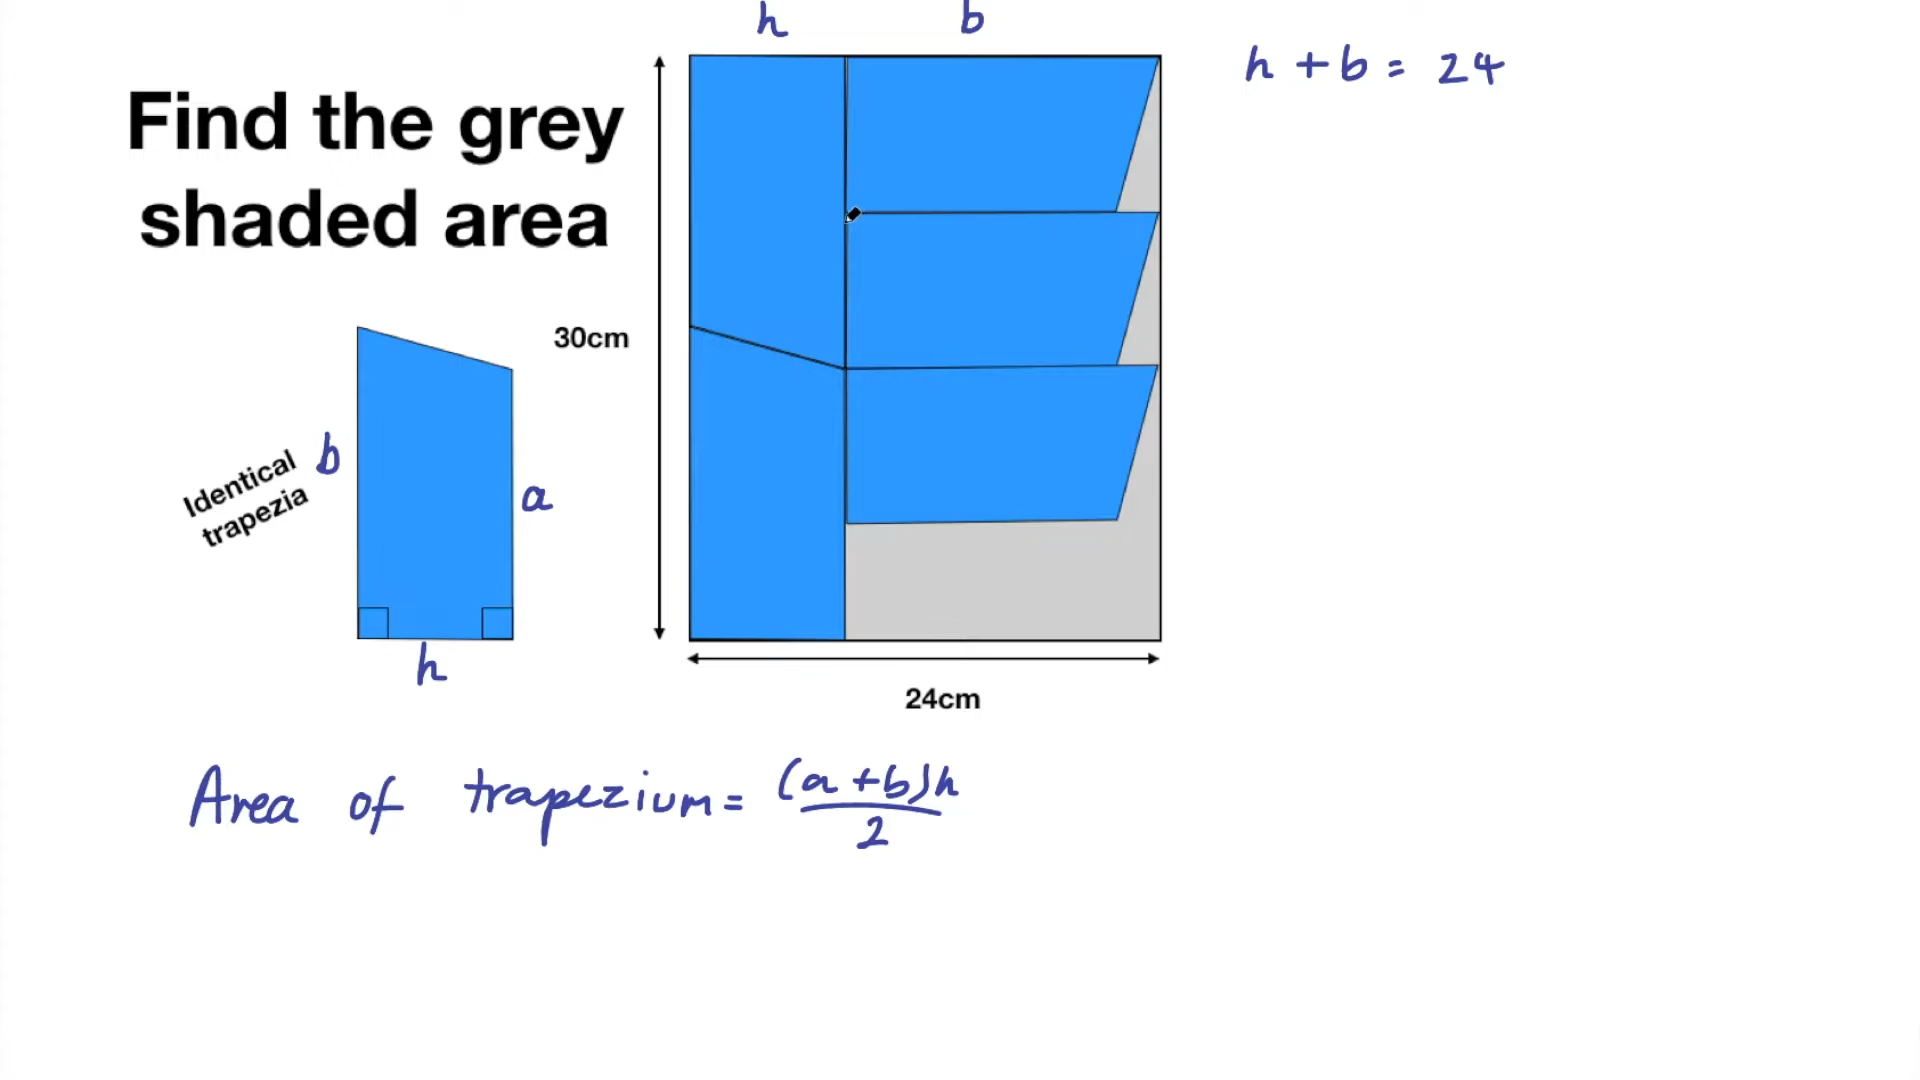 h
b
h + b = 24
Find the grey
shaded area
30cm
Identical
trapezia
b
a
h
24cm
Area of trapezium = (a+b)h
2